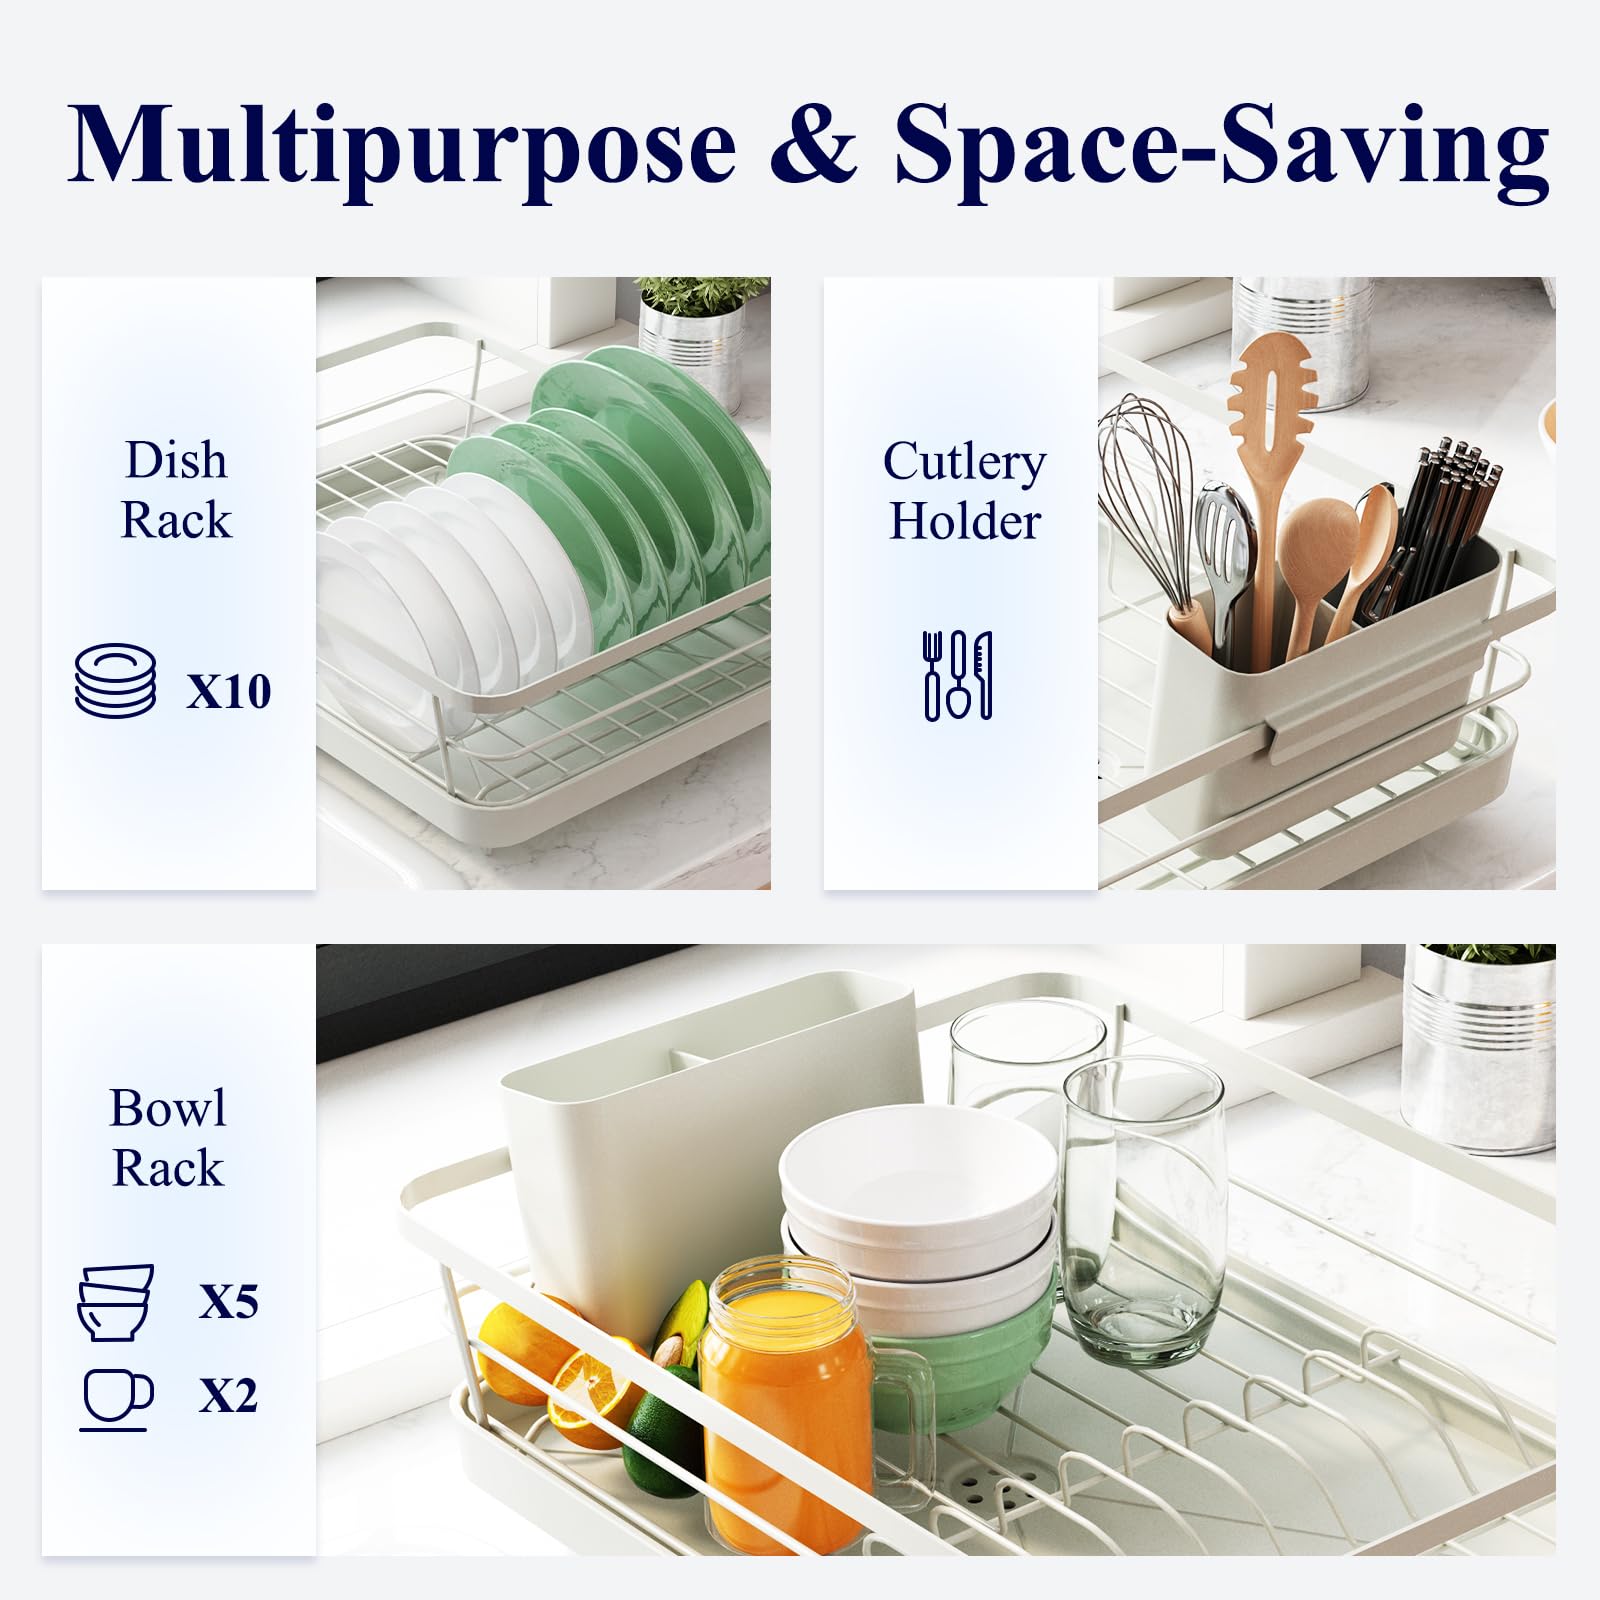 Multipurpose & Space-Saving
Dish
Rack
X10
Cutlery
Holder
Bowl
Rack
X5
X2